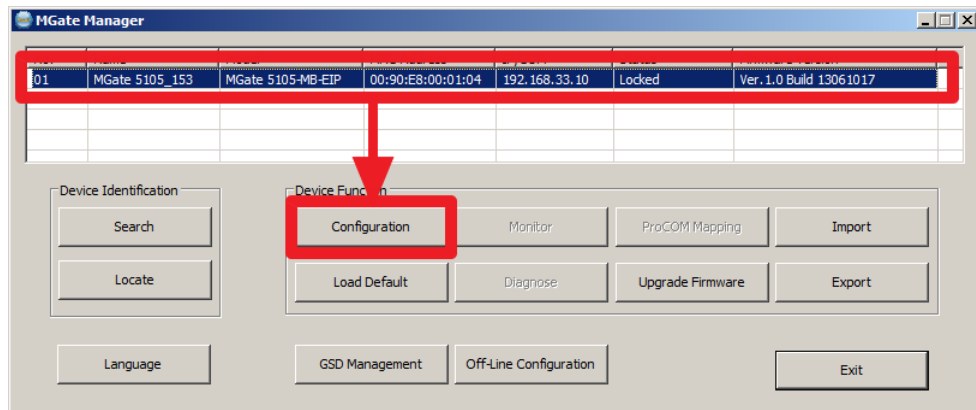 MGate Manager
01 MGate 5105_153 MGate 5105-MB-EIP 00:90:E8:00:01:04 192.168.33.10 Locked Ver.1.0 Build 13061017
Device Identification
Device Function
Search
Configuration
Monitor
ProCOM Mapping
Import
Locate
Load Default
Diagnose
Upgrade Firmware
Export
Language
GSD Management
Off-Line Configuration
Exit